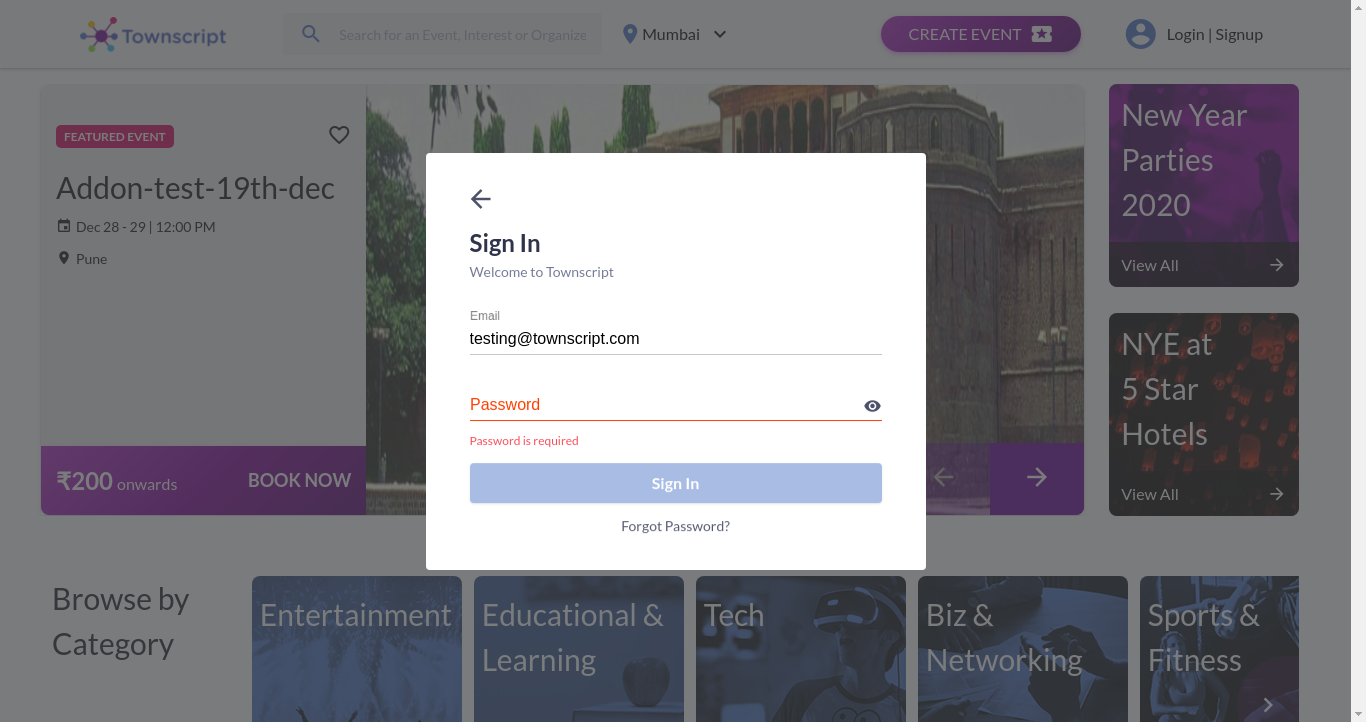 Townscript
Search for an Event, Interest or Organize
Mumbai
CREATE EVENT
Login | Signup
FEATURED EVENT
Addon-test-19th-dec
Dec 28 - 29 | 12:00 PM
Pune
₹200 onwards
BOOK NOW
New Year
Parties
2020
View All
NYE at
5 Star
Hotels
View All
Sign In
Welcome to Townscript
Email
testing@townscript.com
Password
Password is required
Sign In
Forgot Password?
Browse by
Category
Entertainment
Educational &
Learning
Tech
Biz &
Networking
Sports &
Fitness